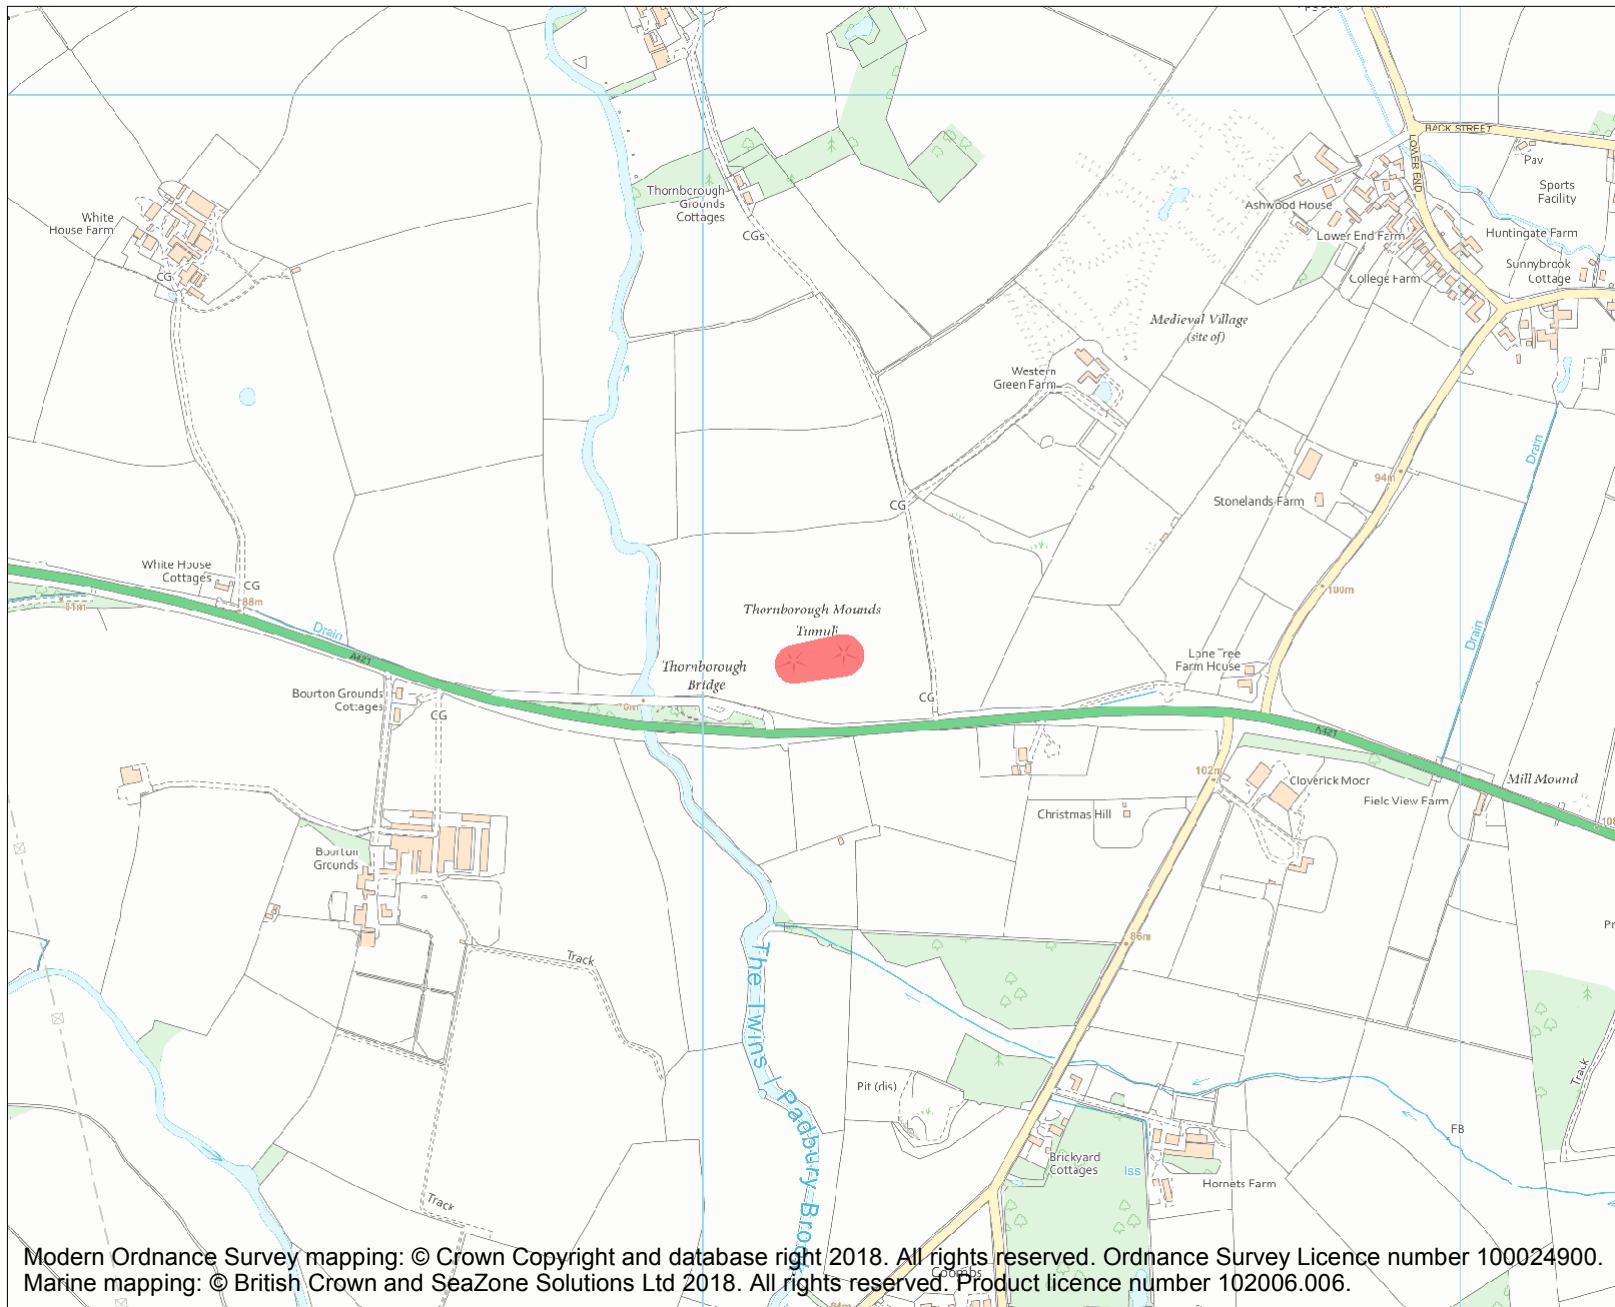 BACK STREET
LOWER END
Pav
Sports
Facility
Thornborough
Grounds
Cottages
CGs
White
House Farm
CG
Ashwood House
Lower End Farm
College Farm
Huntingate Farm
Sunnybrook
Cottage
Medieval Village
(site of)
Western
Green Farm
Drain
94m
Stonelands Farm
CG
White House
Cottages
CG
88m
81m
Drain
A421
100m
Thornborough Mounds
Tumuli
Thornborough
Bridge
Lone Tree
Farm House
Drain
Bourton Grounds
Cottages
CG
CG
A421
Mill Mound
102m
Cloverick Moor
Field View Farm
Christmas Hill
Bourton
Grounds
86m
Track
The Twins / Padbury Brook
Pit (dis)
Track
FB
Brickyard
Cottages
Iss
Hornets Farm
Track
Modern Ordnance Survey mapping: © Crown Copyright and database right 2018. All rights reserved. Ordnance Survey Licence number 100024900.
Coombs
Marine mapping: © British Crown and SeaZone Solutions Ltd 2018. All rights reserved. Product licence number 102006.006.
84m